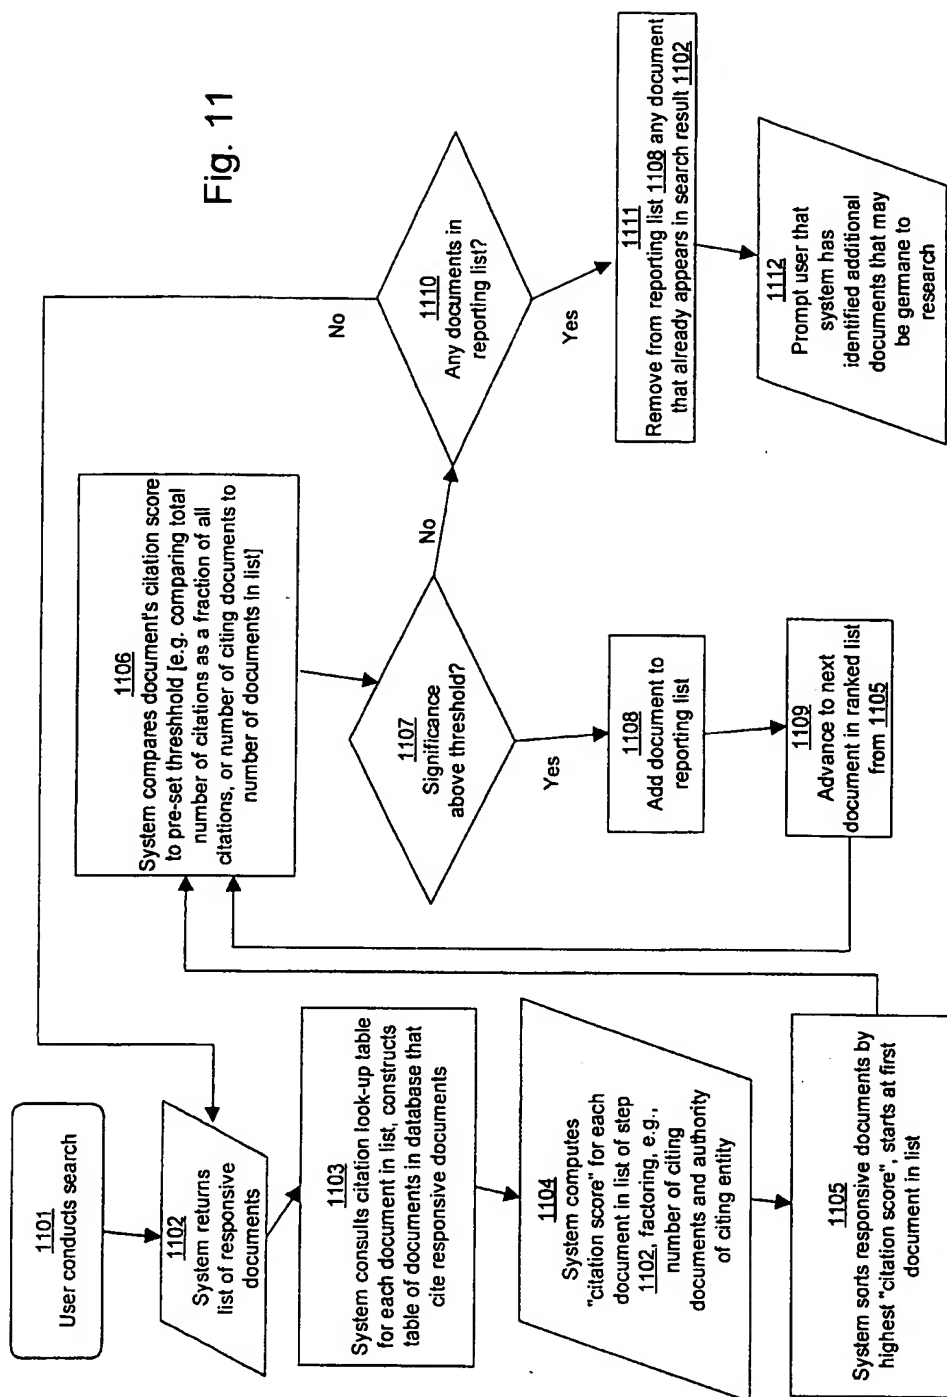 Fig. 11
1101
User conducts search
1102
System returns
list of responsive
documents
1103
System consults citation look-up table
for each document in list, constructs
table of documents in database that
cite responsive documents
1104
System computes
"citation score" for each
document in list of step
1102, factoring, e.g.,
number of citing
documents and authority
of citing entity
1105
System sorts responsive documents by
highest "citation score", starts at first
document in list
1106
System compares document's citation score
to pre-set threshhold [e.g. comparing total
number of citations as a fraction of all
citations, or number of citing documents to
number of documents in list]
1107
Significance
above threshold?
Yes
No
1108
Add document to
reporting list
1109
Advance to next
document in ranked list
from 1105
1110
Any documents in
reporting list?
No
Yes
1111
Remove from reporting list 1108 any document
that already appears in search result 1102
1112
Prompt user that
system has
identified additional
documents that may
be germane to
research